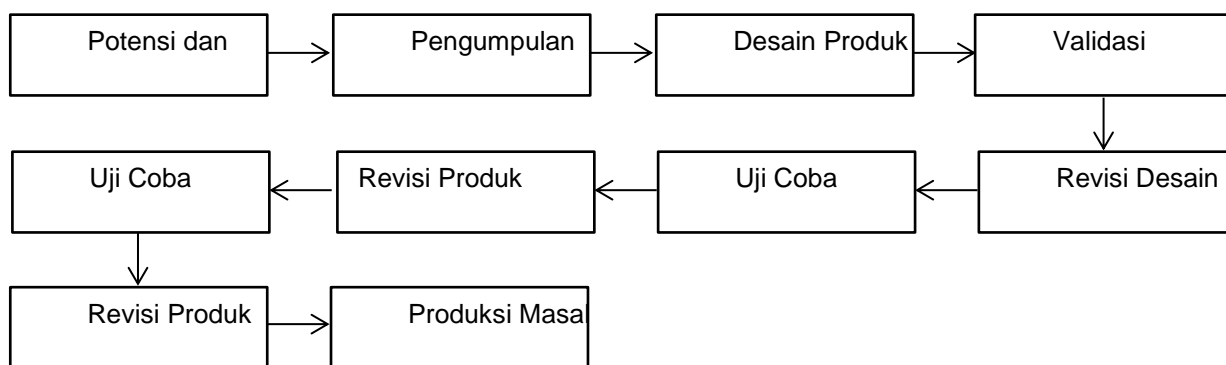 Potensi dan
Pengumpulan
Desain Produk
Validasi
Uji Coba
Revisi Produk
Uji Coba
Revisi Desain
Revisi Produk
Produksi Masal